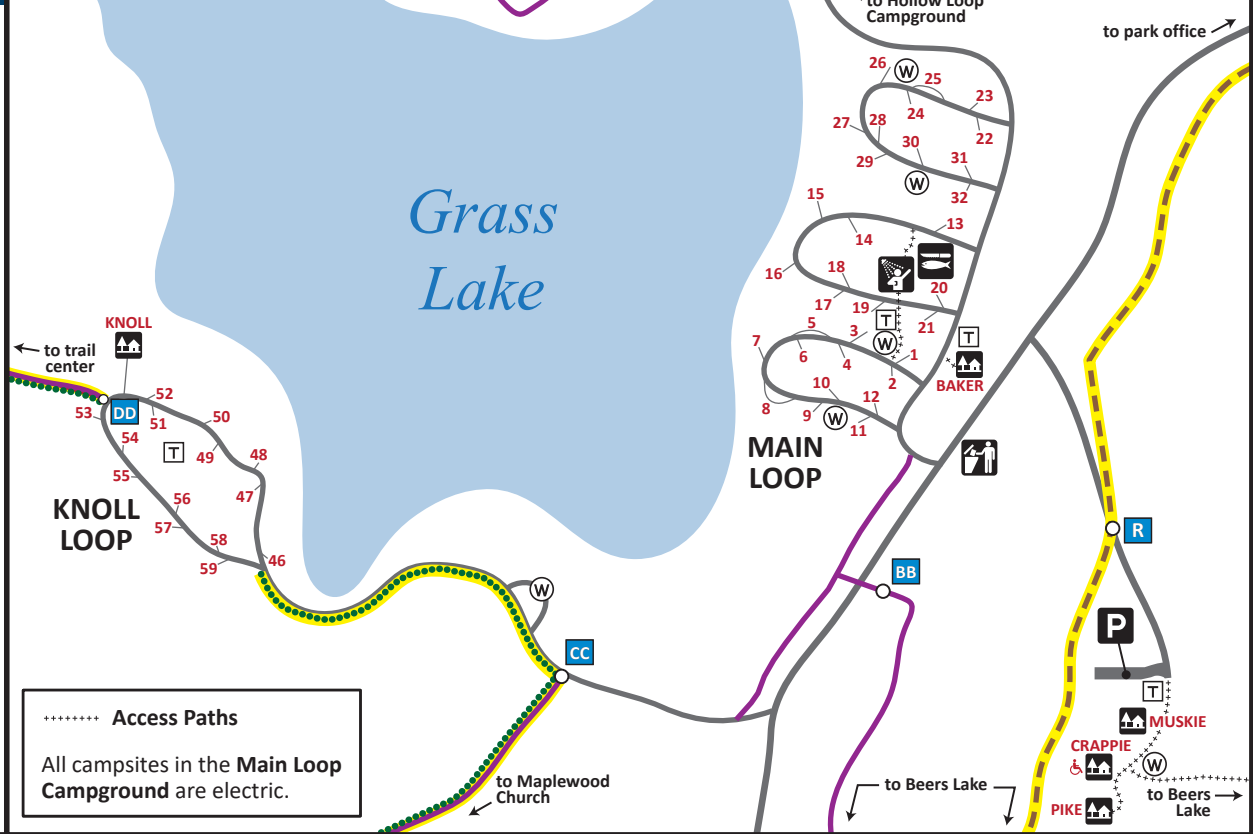 to Hollow Loop
Campground
to park office
26
W
25
23
24
22
27
28
30
31
29
W
32
15
13
14
18
16
20
17
19
T
21
Grass
Lake
KNOLL
to trail
center
5
3
W
1
T
7
6
4
2
BAKER
10
12
8
9
W
11
MAIN
LOOP
52
53
DD
51
50
54
T
49
48
55
47
56
KNOLL
LOOP
57
58
59
46
R
BB
W
CC
P
T
MUSKIE
CRAPPIE
W
PIKE
to Beers
Lake
Access Paths
All campsites in the Main Loop
Campground are electric.
to Maplewood
Church
to Beers Lake